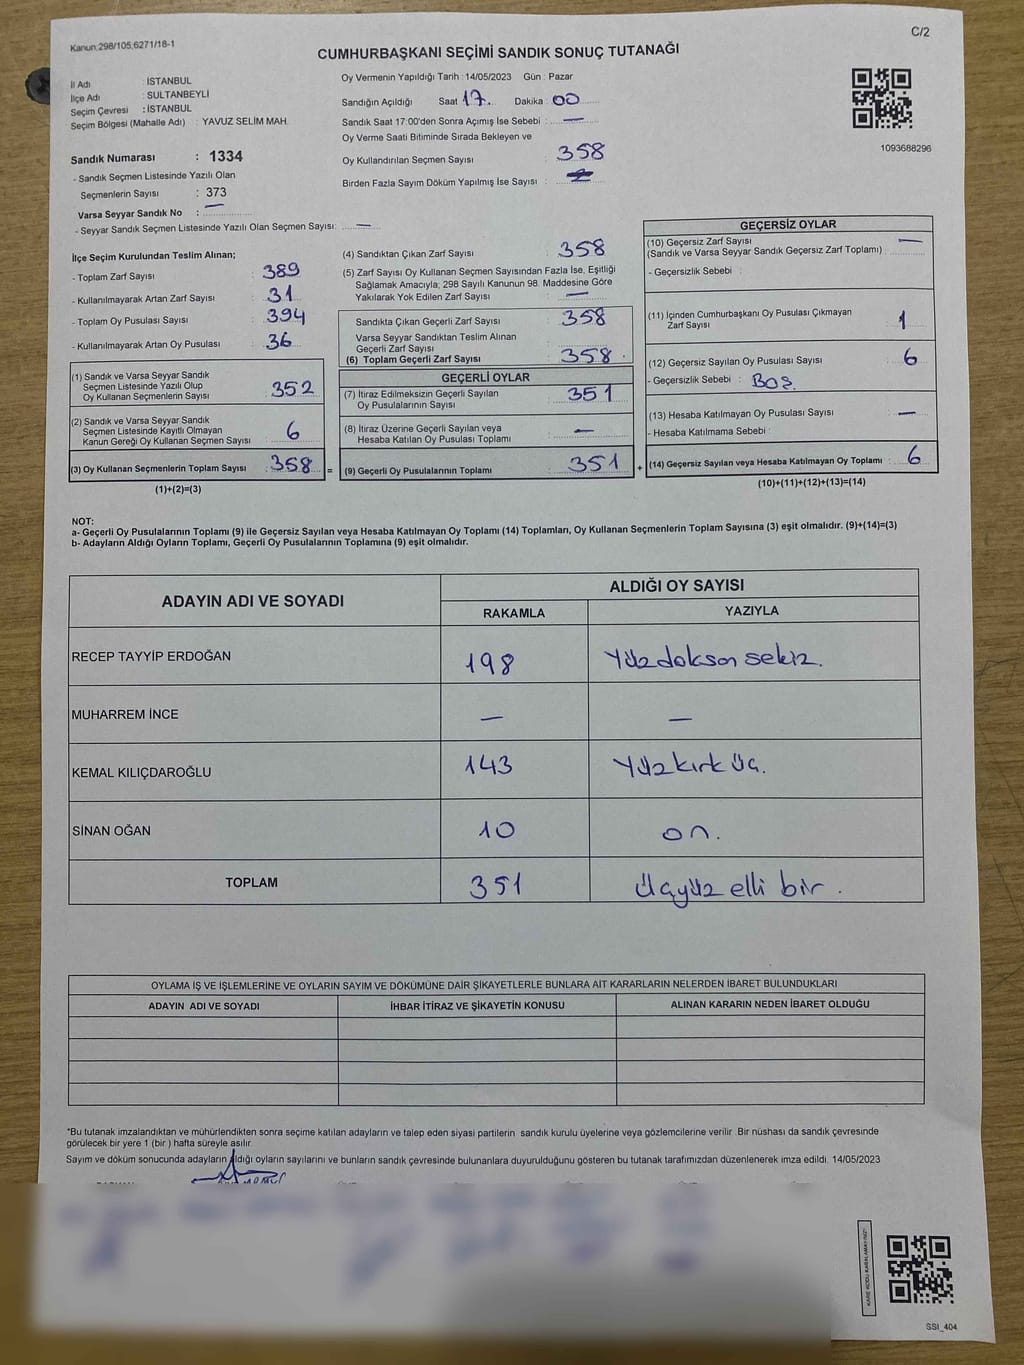 Kanun:298/105,6271/18-1
C/2
CUMHURBAŞKANI SEÇİMİ SANDIK SONUÇ TUTANAĞI
İl Adı : İSTANBUL
İlçe Adı : SULTANBEYLİ
Seçim Çevresi : İSTANBUL
Seçim Bölgesi (Mahalle Adı) : YAVUZ SELİM MAH.
Sandık Numarası : 1334
- Sandık Seçmen Listesinde Yazılı Olan
Seçmenlerin Sayısı : 373
Varsa Seyyar Sandık No : —
- Seyyar Sandık Seçmen Listesinde Yazılı Olan Seçmen Sayısı: —
Oy Vermenin Yapıldığı Tarih : 14/05/2023 Gün : Pazar
Sandığın Açıldığı Saat 17. Dakika 00
Sandık Saat 17:00'den Sonra Açımış İse Sebebi : —
Oy Verme Saati Bitiminde Sırada Bekleyen ve
Oy Kullandırılan Seçmen Sayısı : 358
Birden Fazla Sayım Döküm Yapılmış İse Sayısı :
1093688296
İlçe Seçim Kurulundan Teslim Alınan;
- Toplam Zarf Sayısı : 389
- Kullanılmayarak Artan Zarf Sayısı : 31
- Toplam Oy Pusulası Sayısı : 394
- Kullanılmayarak Artan Oy Pusulası : 36
(1) Sandık ve Varsa Seyyar Sandık
Seçmen Listesinde Yazılı Olup
Oy Kullanan Seçmenlerin Sayısı : 352
(2) Sandık ve Varsa Seyyar Sandık
Seçmen Listesinde Kayıtlı Olmayan
Kanun Gereği Oy Kullanan Seçmen Sayısı : 6
(3) Oy Kullanan Seçmenlerin Toplam Sayısı : 358 =
(1)+(2)=(3)
(4) Sandıktan Çıkan Zarf Sayısı : 358
(5) Zarf Sayısı Oy Kullanan Seçmen Sayısından Fazla İse, Eşitliği
Sağlamak Amacıyla; 298 Sayılı Kanunun 98. Maddesine Göre
Yakılarak Yok Edilen Zarf Sayısı : —
Sandıkta Çıkan Geçerli Zarf Sayısı : 358
Varsa Seyyar Sandıktan Teslim Alınan
Geçerli Zarf Sayısı :
(6) Toplam Geçerli Zarf Sayısı : 358.
GEÇERLİ OYLAR
(7) İtiraz Edilmeksizin Geçerli Sayılan
Oy Pusulalarının Sayısı : 351
(8) İtiraz Üzerine Geçerli Sayılan veya
Hesaba Katılan Oy Pusulası Toplamı : —
(9) Geçerli Oy Pusulalarının Toplamı : 351 +
GEÇERSİZ OYLAR
(10) Geçersiz Zarf Sayısı
(Sandık ve Varsa Seyyar Sandık Geçersiz Zarf Toplamı) : —
- Geçersizlik Sebebi :
(11) İçinden Cumhurbaşkanı Oy Pusulası Çıkmayan
Zarf Sayısı : 1
(12) Geçersiz Sayılan Oy Pusulası Sayısı : 6
- Geçersizlik Sebebi : BOŞ
(13) Hesaba Katılmayan Oy Pusulası Sayısı : —
- Hesaba Katılmama Sebebi :
(14) Geçersiz Sayılan veya Hesaba Katılmayan Oy Toplamı : 6
(10)+(11)+(12)+(13)=(14)
NOT:
a- Geçerli Oy Pusulalarının Toplamı (9) ile Geçersiz Sayılan veya Hesaba Katılmayan Oy Toplamı (14) Toplamları, Oy Kullanan Seçmenlerin Toplam Sayısına (3) eşit olmalıdır. (9)+(14)=(3)
b- Adayların Aldığı Oyların Toplamı, Geçerli Oy Pusulalarının Toplamına (9) eşit olmalıdır.
ADAYIN ADI VE SOYADI ALDIĞI OY SAYISI
RAKAMLA YAZIYLA
RECEP TAYYİP ERDOĞAN 198 Yüzdoksan sekiz.
MUHARREM İNCE — —
KEMAL KILIÇDAROĞLU 143 Yüzkırk üç.
SİNAN OĞAN 10 on.
TOPLAM 351 Üçyüz elli bir.
OYLAMA İŞ VE İŞLEMLERİNE VE OYLARIN SAYIM VE DÖKÜMÜNE DAİR ŞİKAYETLERLE BUNLARA AİT KARARLARIN NELERDEN İBARET BULUNDUKLARI
ADAYIN ADI VE SOYADI İHBAR İTİRAZ VE ŞİKAYETİN KONUSU ALINAN KARARIN NEDEN İBARET OLDUĞU
*Bu tutanak imzalandıktan ve mühürlendikten sonra seçime katılan adayların ve talep eden siyasi partilerin sandık kurulu üyelerine veya gözlemcilerine verilir. Bir nüshası da sandık çevresinde
görülecek bir yere 1 (bir ) hafta süreyle asılır.
Sayım ve döküm sonucunda adayların aldığı oyların sayılarını ve bunların sandık çevresinde bulunanlara duyurulduğunu gösteren bu tutanak tarafımızdan düzenlenerek imza edildi. 14/05/2023
KARE KODU KARALAMAYINIZ!
SSI_404